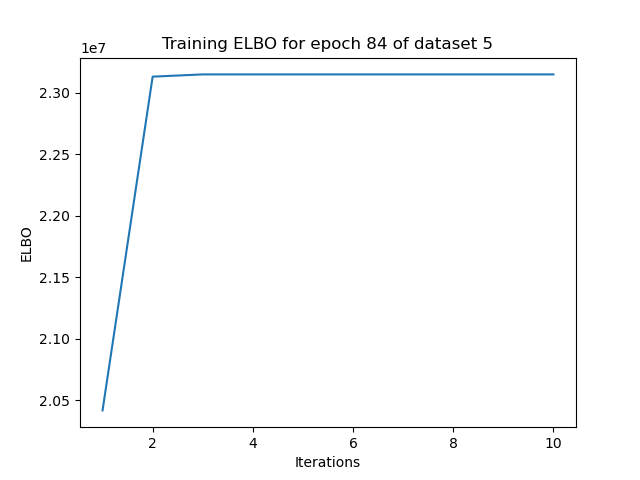 Training ELBO for epoch 84 of dataset 5
1e7
2.30
2.25
2.20
2.15
2.10
2.05
ELBO
2 4 6 8 10
Iterations